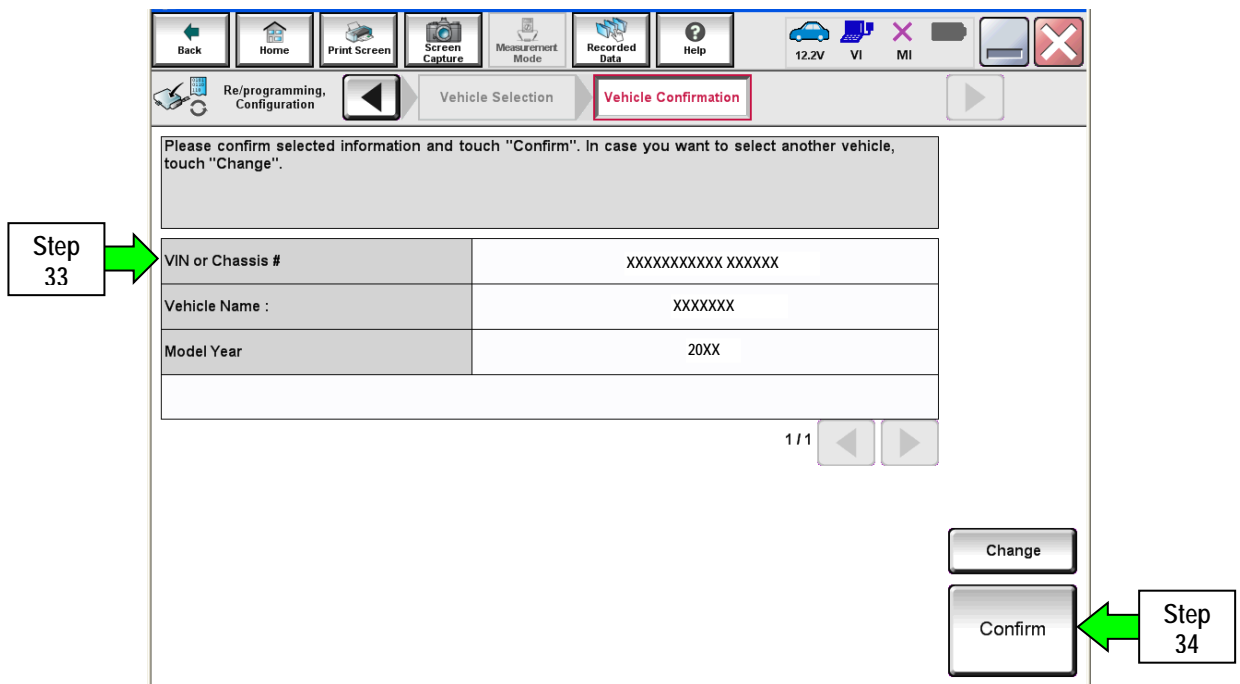 Back
Home
Print Screen
Screen
Capture
Measurement
Mode
Recorded
Data
Help
12.2V
VI
MI
Re/programming,
Configuration
Vehicle Selection
Vehicle Confirmation
Please confirm selected information and touch "Confirm". In case you want to select another vehicle,
touch "Change".
Step
33
VIN or Chassis #
XXXXXXXXXXX XXXXXX
Vehicle Name :
XXXXXXX
Model Year
20XX
1 / 1
Change
Confirm
Step
34